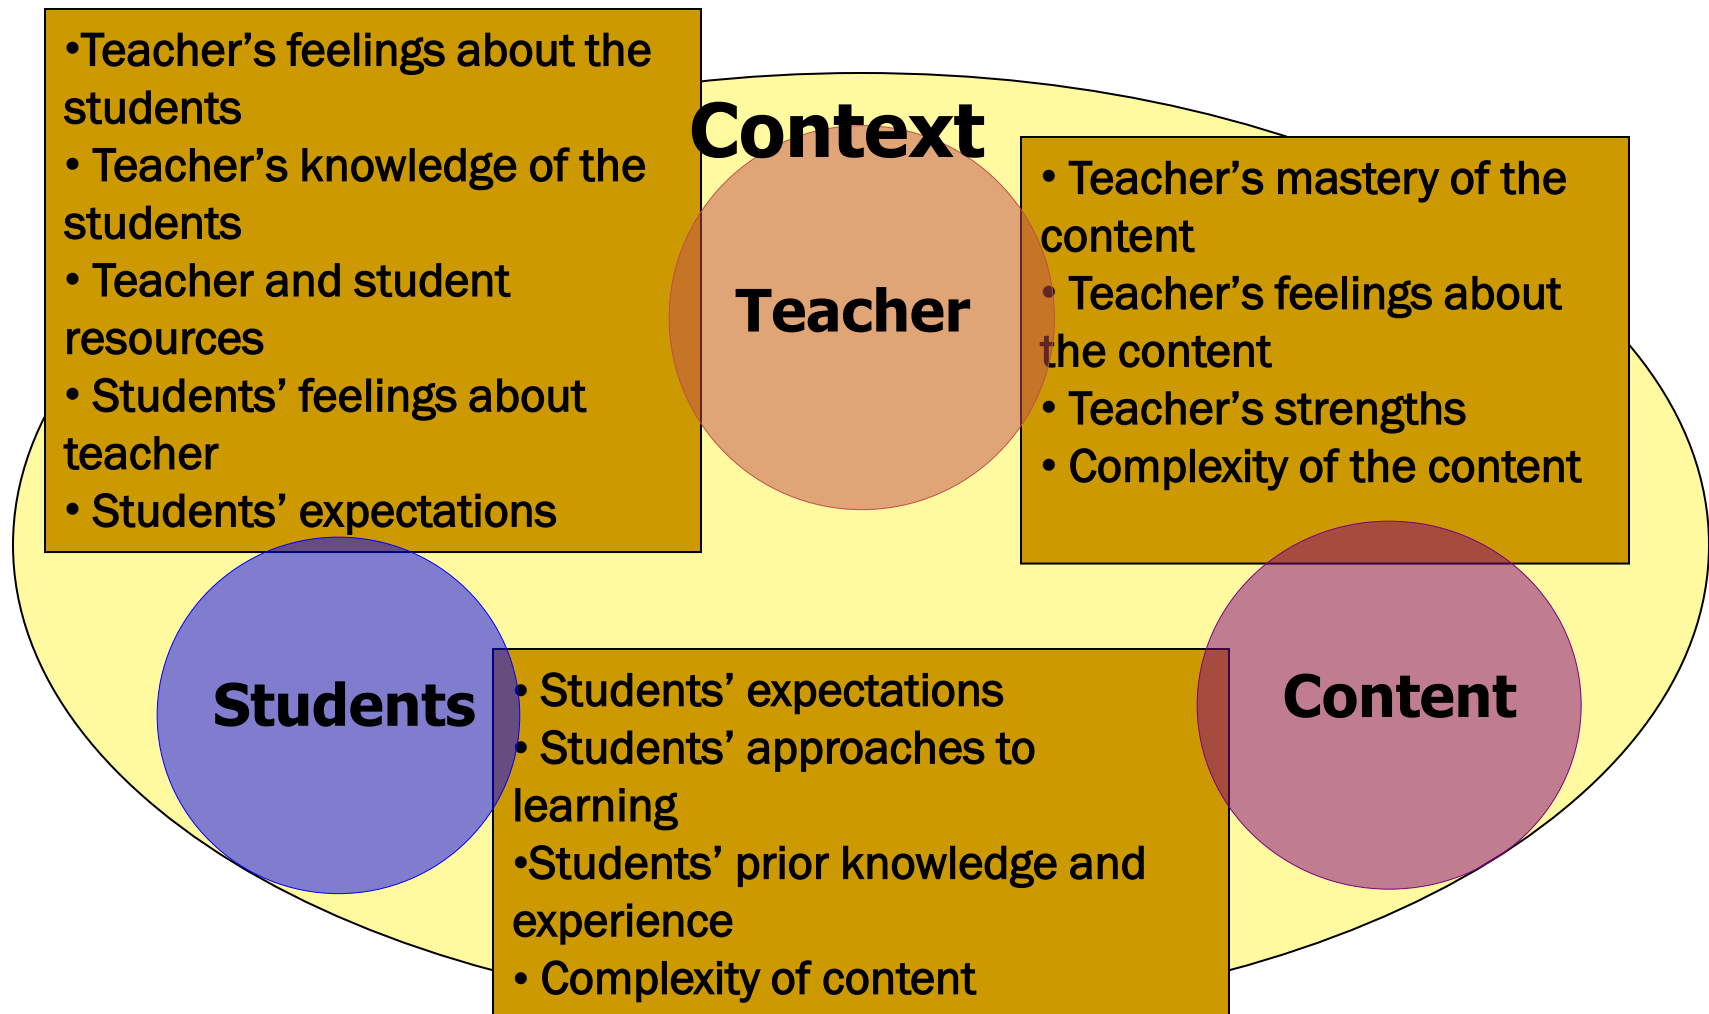 •Teacher’s feelings about the
students
• Teacher’s knowledge of the
students
• Teacher and student
resources
• Students’ feelings about
teacher
• Students’ expectations
Context
Teacher
• Teacher’s mastery of the
content
• Teacher’s feelings about
the content
• Teacher’s strengths
• Complexity of the content
Students
• Students’ expectations
• Students’ approaches to
learning
•Students’ prior knowledge and
experience
• Complexity of content
Content